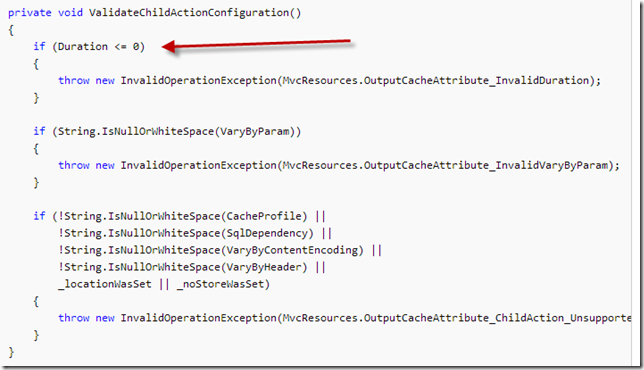 private void ValidateChildActionConfiguration()
{
if (Duration <= 0)
{
throw new InvalidOperationException(MvcResources.OutputCacheAttribute_InvalidDuration);
}
if (String.IsNullOrWhiteSpace(VaryByParam))
{
throw new InvalidOperationException(MvcResources.OutputCacheAttribute_InvalidVaryByParam);
}
if (!String.IsNullOrWhiteSpace(CacheProfile) ||
!String.IsNullOrWhiteSpace(SqlDependency) ||
!String.IsNullOrWhiteSpace(VaryByContentEncoding) ||
!String.IsNullOrWhiteSpace(VaryByHeader) ||
_locationWasSet || _noStoreWasSet)
{
throw new InvalidOperationException(MvcResources.OutputCacheAttribute_ChildAction_Unsupporte
}
}